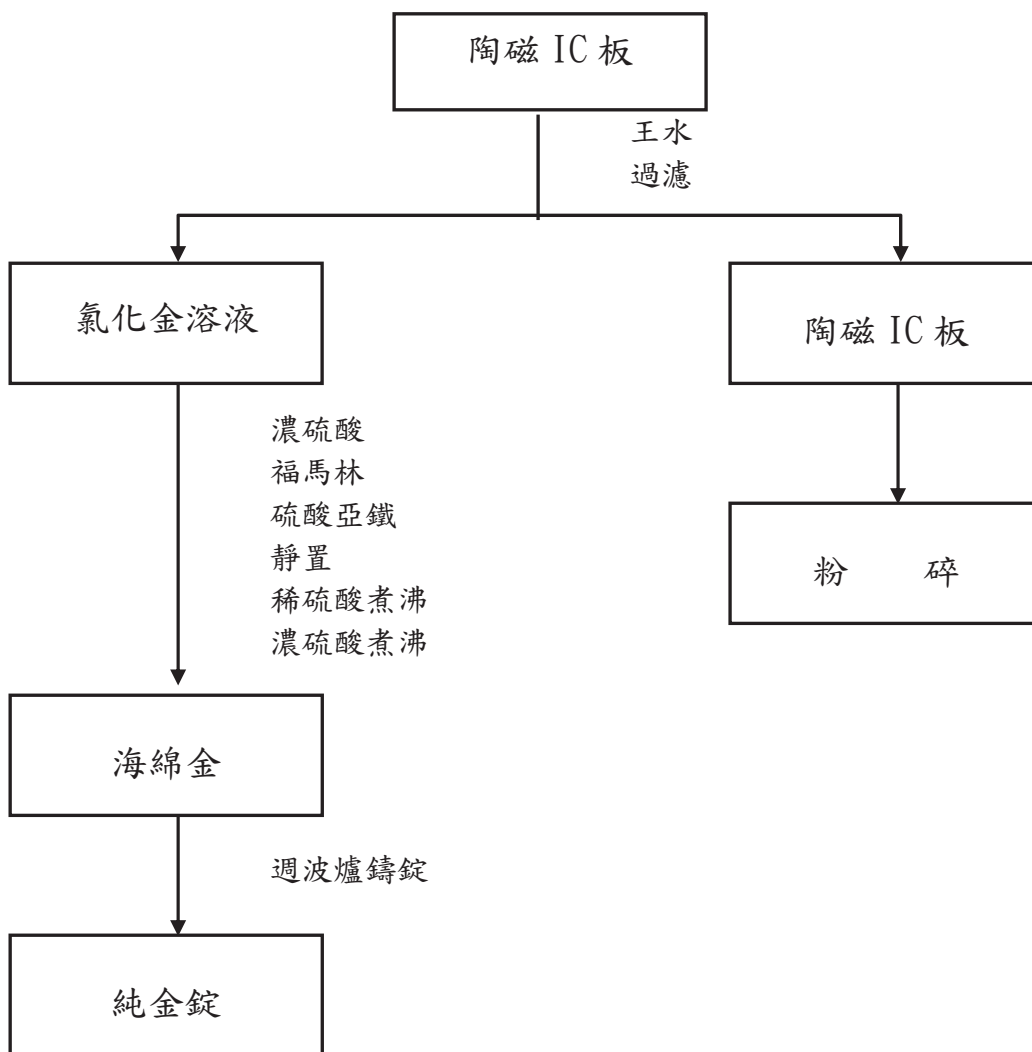 陶磁 IC 板
王水
過濾
氯化金溶液
陶磁 IC 板
濃硫酸
福馬林
硫酸亞鐵
靜置
稀硫酸煮沸
濃硫酸煮沸
粉 碎
海綿金
週波爐鑄錠
純金錠